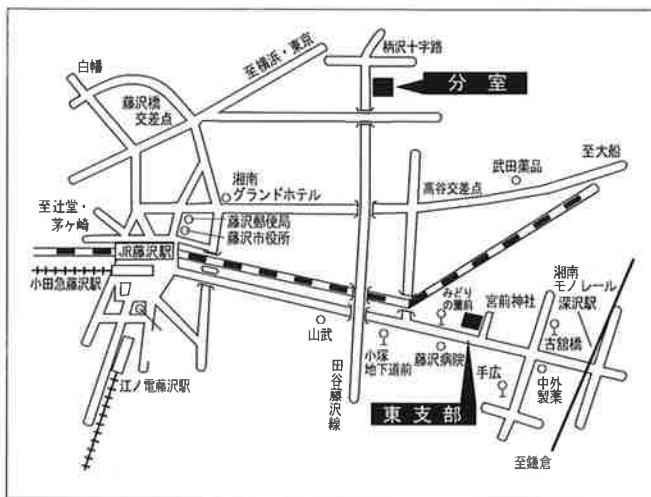 柄沢十字路
白幡
至横浜・東京
分室
藤沢橋
交差点
至大船
武田薬品
湘南
グランドホテル
高谷交差点
至辻堂・
茅ヶ崎
藤沢郵便局
藤沢市役所
JR藤沢駅
小田急藤沢駅
湘南
モノレール
深沢駅
みどり
の園前
宮前神社
山武
小塚
地下道前
藤沢病院
古舘橋
手広
中外
製薬
江ノ電藤沢駅
田谷藤沢線
東支部
至鎌倉